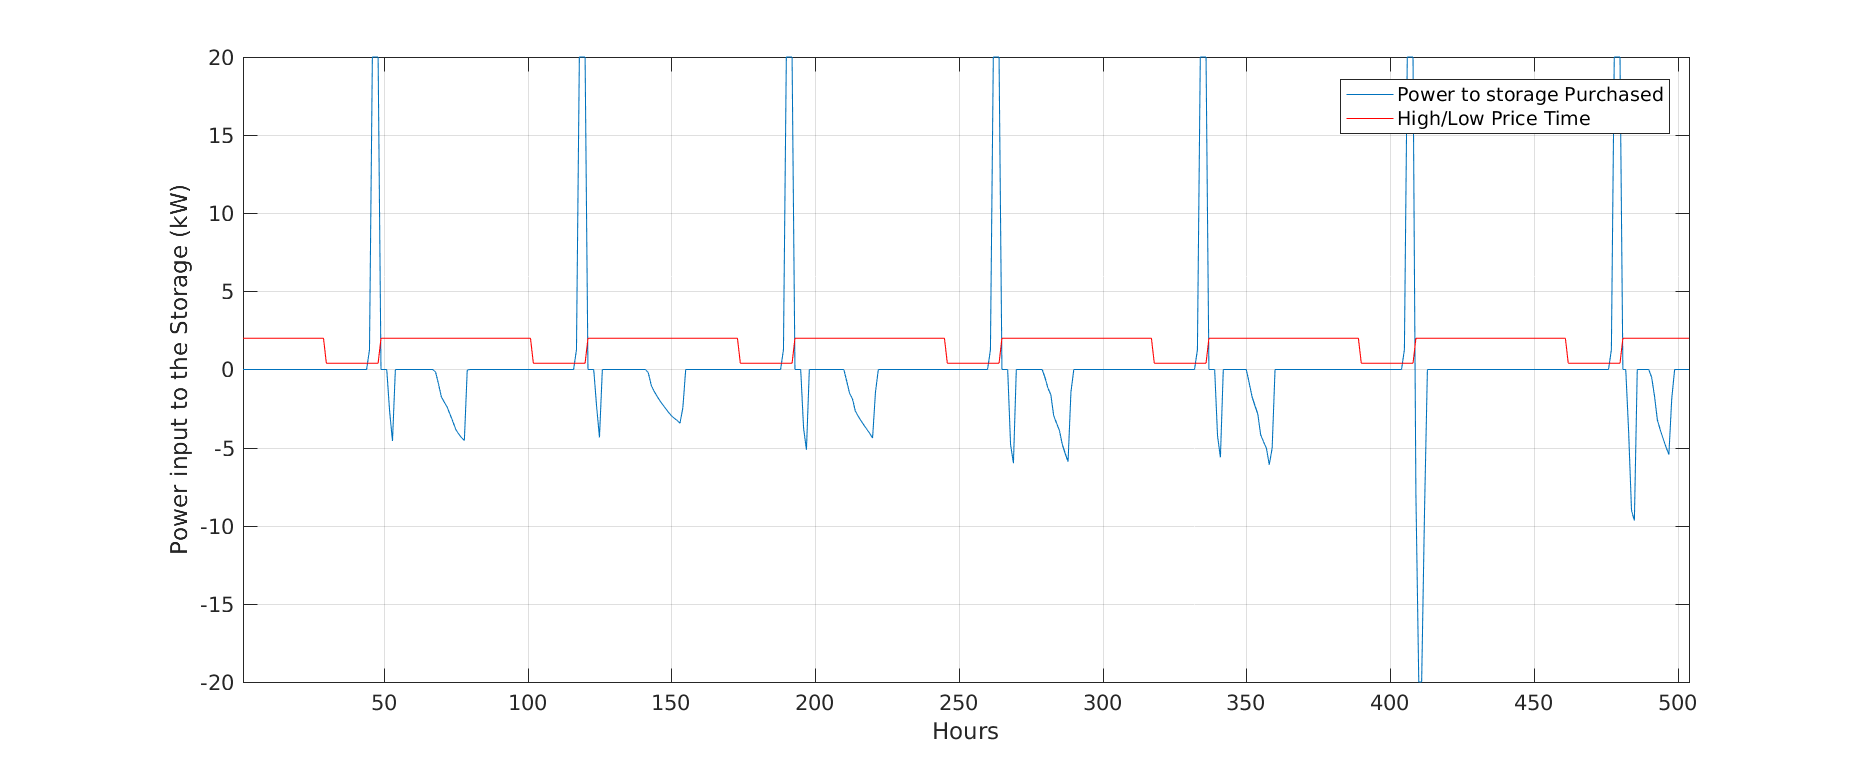 Power input to the Storage (kW)
20
15
10
5
0
-5
-10
-15
-20
Power to storage Purchased
High/Low Price Time
50 100 150 200 250 300 350 400 450 500
Hours